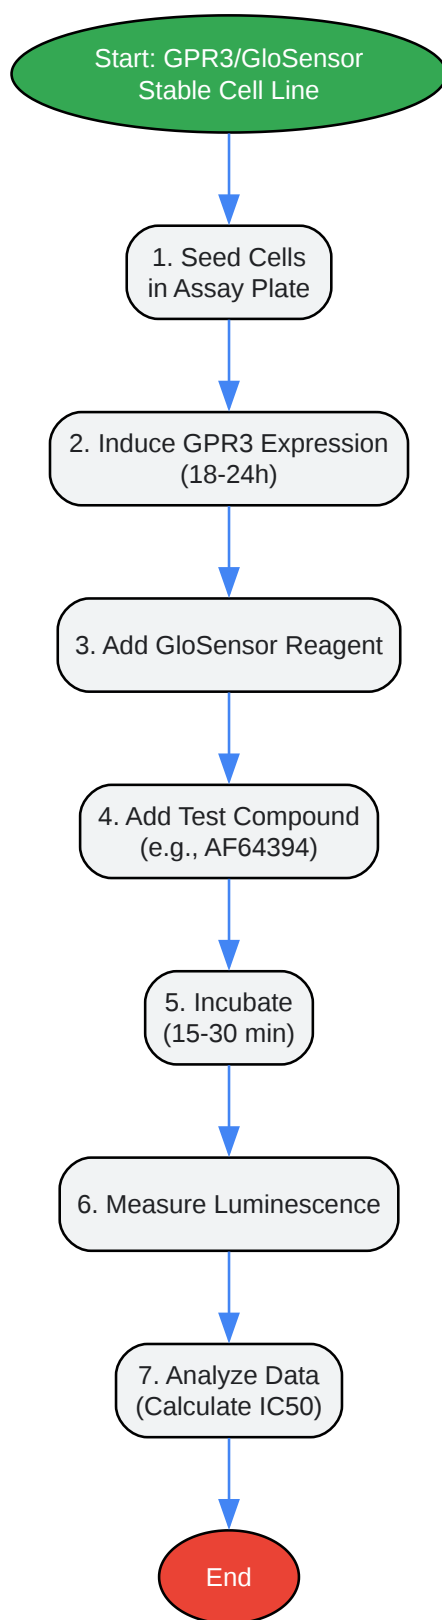 Start: GPR3/GloSensor
Stable Cell Line
1. Seed Cells
in Assay Plate
2. Induce GPR3 Expression
(18-24h)
3. Add GloSensor Reagent
4. Add Test Compound
(e.g., AF64394)
5. Incubate
(15-30 min)
6. Measure Luminescence
7. Analyze Data
(Calculate IC50)
End